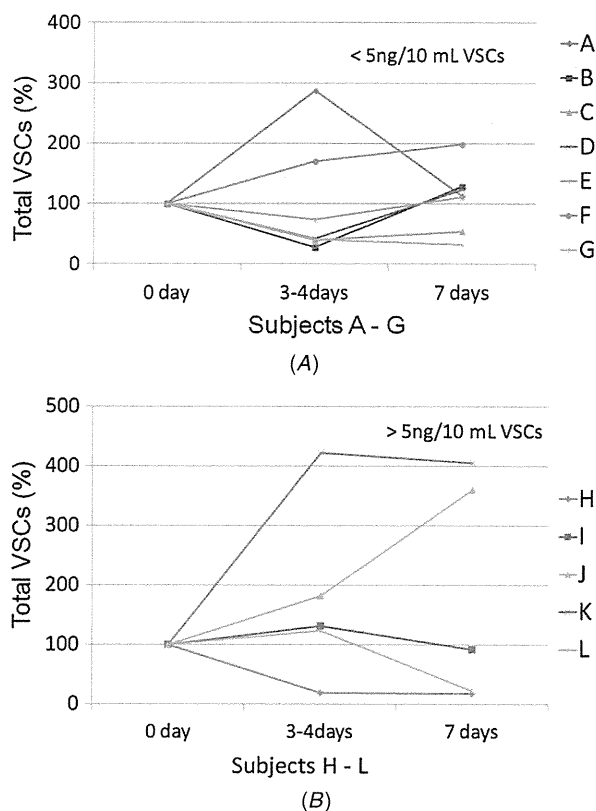 400
< 5ng/10 mL VSCs
300
200
100
0
Total VSCs (%)
0 day 3-4days 7 days
Subjects A - G
A
B
C
D
E
F
G
(A)
500
> 5ng/10 mL VSCs
400
300
200
100
0
Total VSCs (%)
0 day 3-4days 7 days
Subjects H - L
H
I
J
K
L
(B)